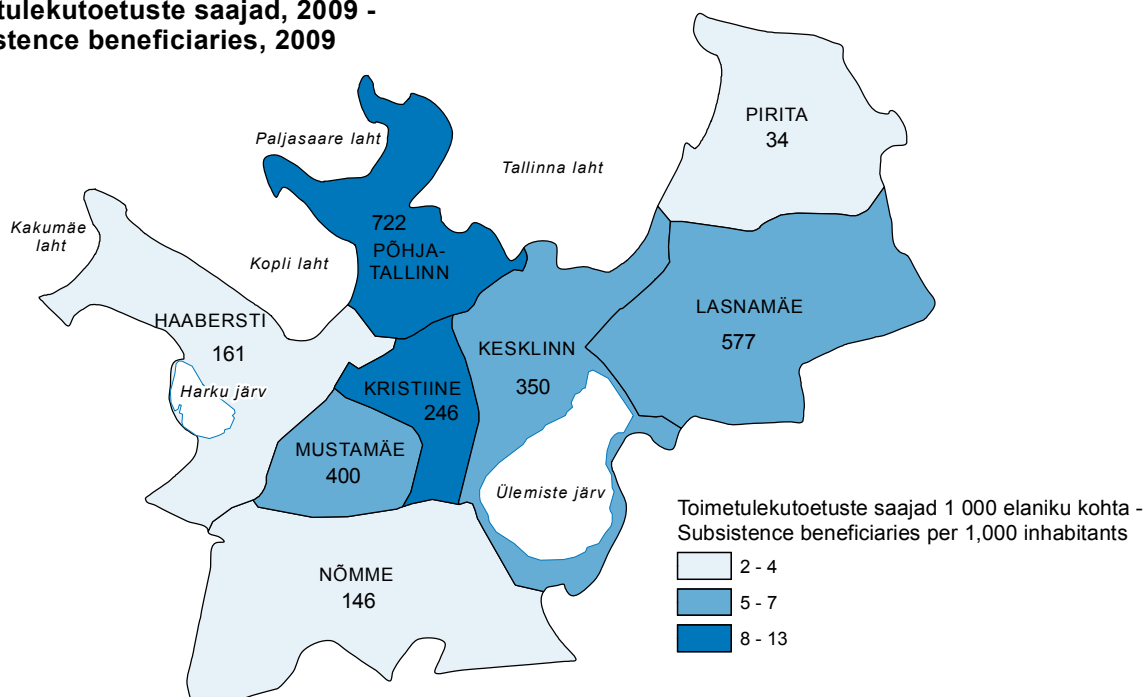 tulekutoetuste saajad, 2009 -
stence beneficiaries, 2009
PIRITA
34
Paljasaare laht
Tallinna laht
722
PÕHJA-
TALLINN
Kakumäe
laht
Kopli laht
LASNAMÄE
577
HAABERSTI
161
KESKLINN
350
Harku järv
KRISTIINE
246
MUSTAMÄE
400
Ülemiste järv
Toimetulekutoetuste saajad 1 000 elaniku kohta -
Subsistence beneficiaries per 1,000 inhabitants
2 - 4
5 - 7
8 - 13
NÕMME
146